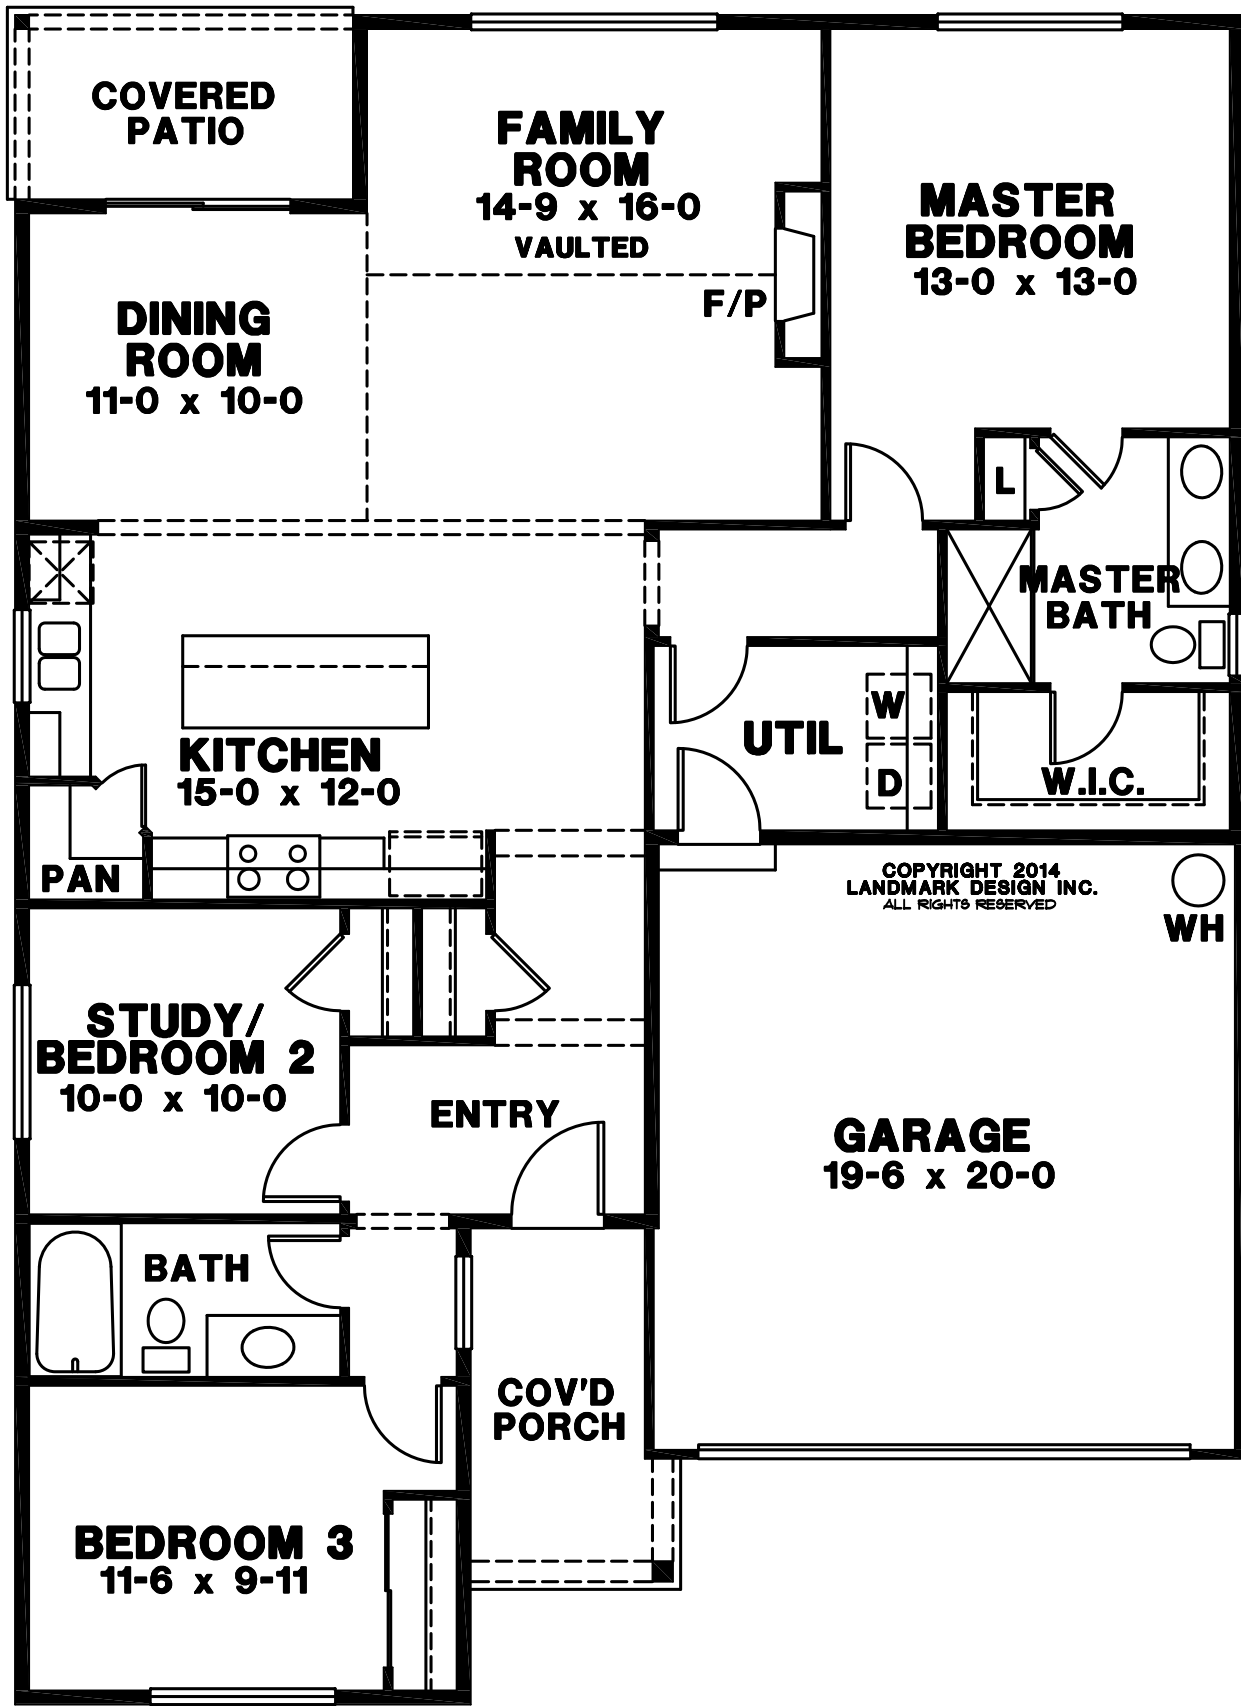 COVERED
PATIO
FAMILY
ROOM
14-9 x 16-0
VAULTED
F/P
MASTER
BEDROOM
13-0 x 13-0
DINING
ROOM
11-0 x 10-0
L
MASTER
BATH
KITCHEN
15-0 x 12-0
UTIL
W
D
W.I.C.
PAN
COPYRIGHT 2014
LANDMARK DESIGN INC.
ALL RIGHTS RESERVED
WH
STUDY/
BEDROOM 2
10-0 x 10-0
ENTRY
GARAGE
19-6 x 20-0
BATH
COV'D
PORCH
BEDROOM 3
11-6 x 9-11